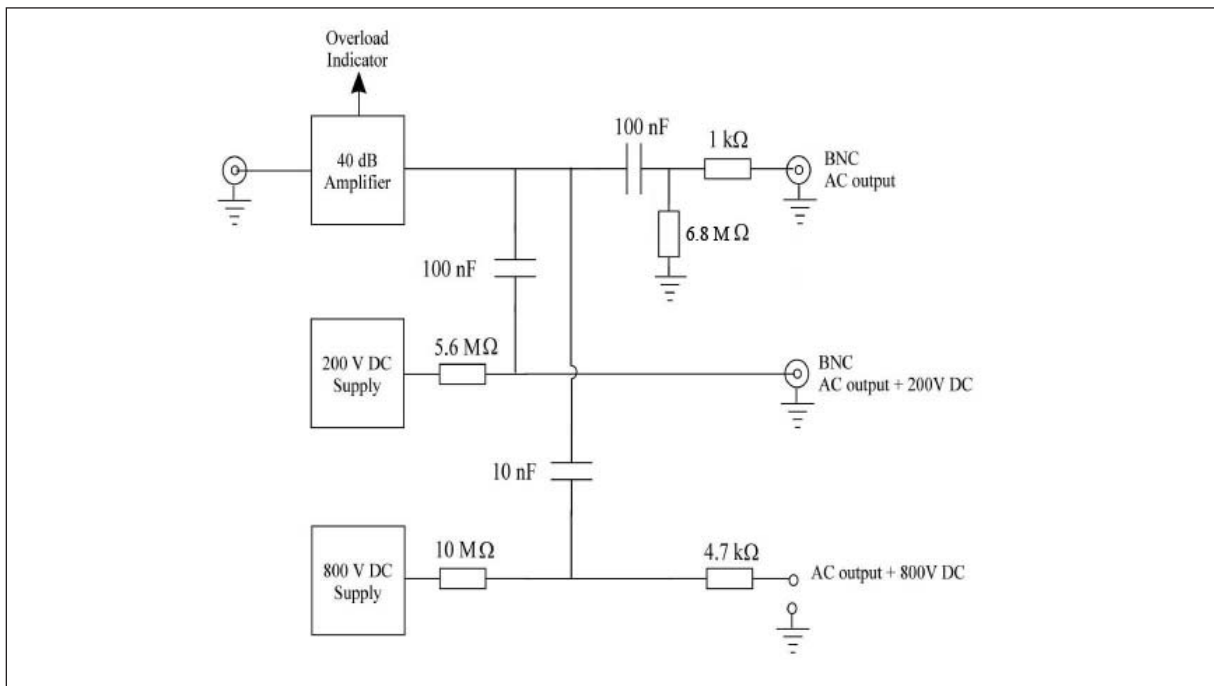 Overload
Indicator
40 dB
Amplifier
100 nF
1 kΩ
BNC
AC output
6.8 M Ω
100 nF
200 V DC
Supply
5.6 MΩ
BNC
AC output + 200V DC
10 nF
800 V DC
Supply
10 MΩ
4.7 kΩ
AC output + 800V DC